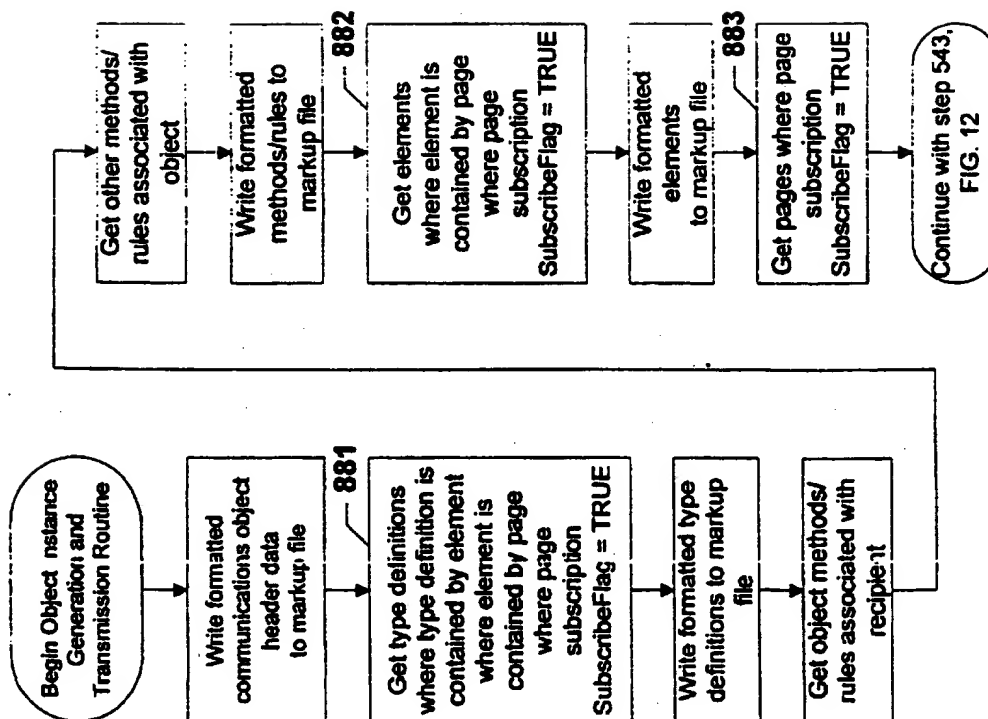 Begin Object nstance
Generation and
Transmission Routine
Write formatted
communications object
header data
to markup file
881
Get type definitions
where type definition is
contained by element
where element is
contained by page
where page
subscription
SubscribeFlag = TRUE
Write formatted type
definitions to markup
file
Get object methods/
rules associated with
recipient
Get other methods/
rules associated with
object
Write formatted
methods/rules to
markup file
882
Get elements
where element is
contained by page
where page
subscription
SubscribeFlag = TRUE
Write formatted
elements
to markup file
883
Get pages where page
subscription
SubscribeFlag = TRUE
Continue with step 543,
FIG. 12